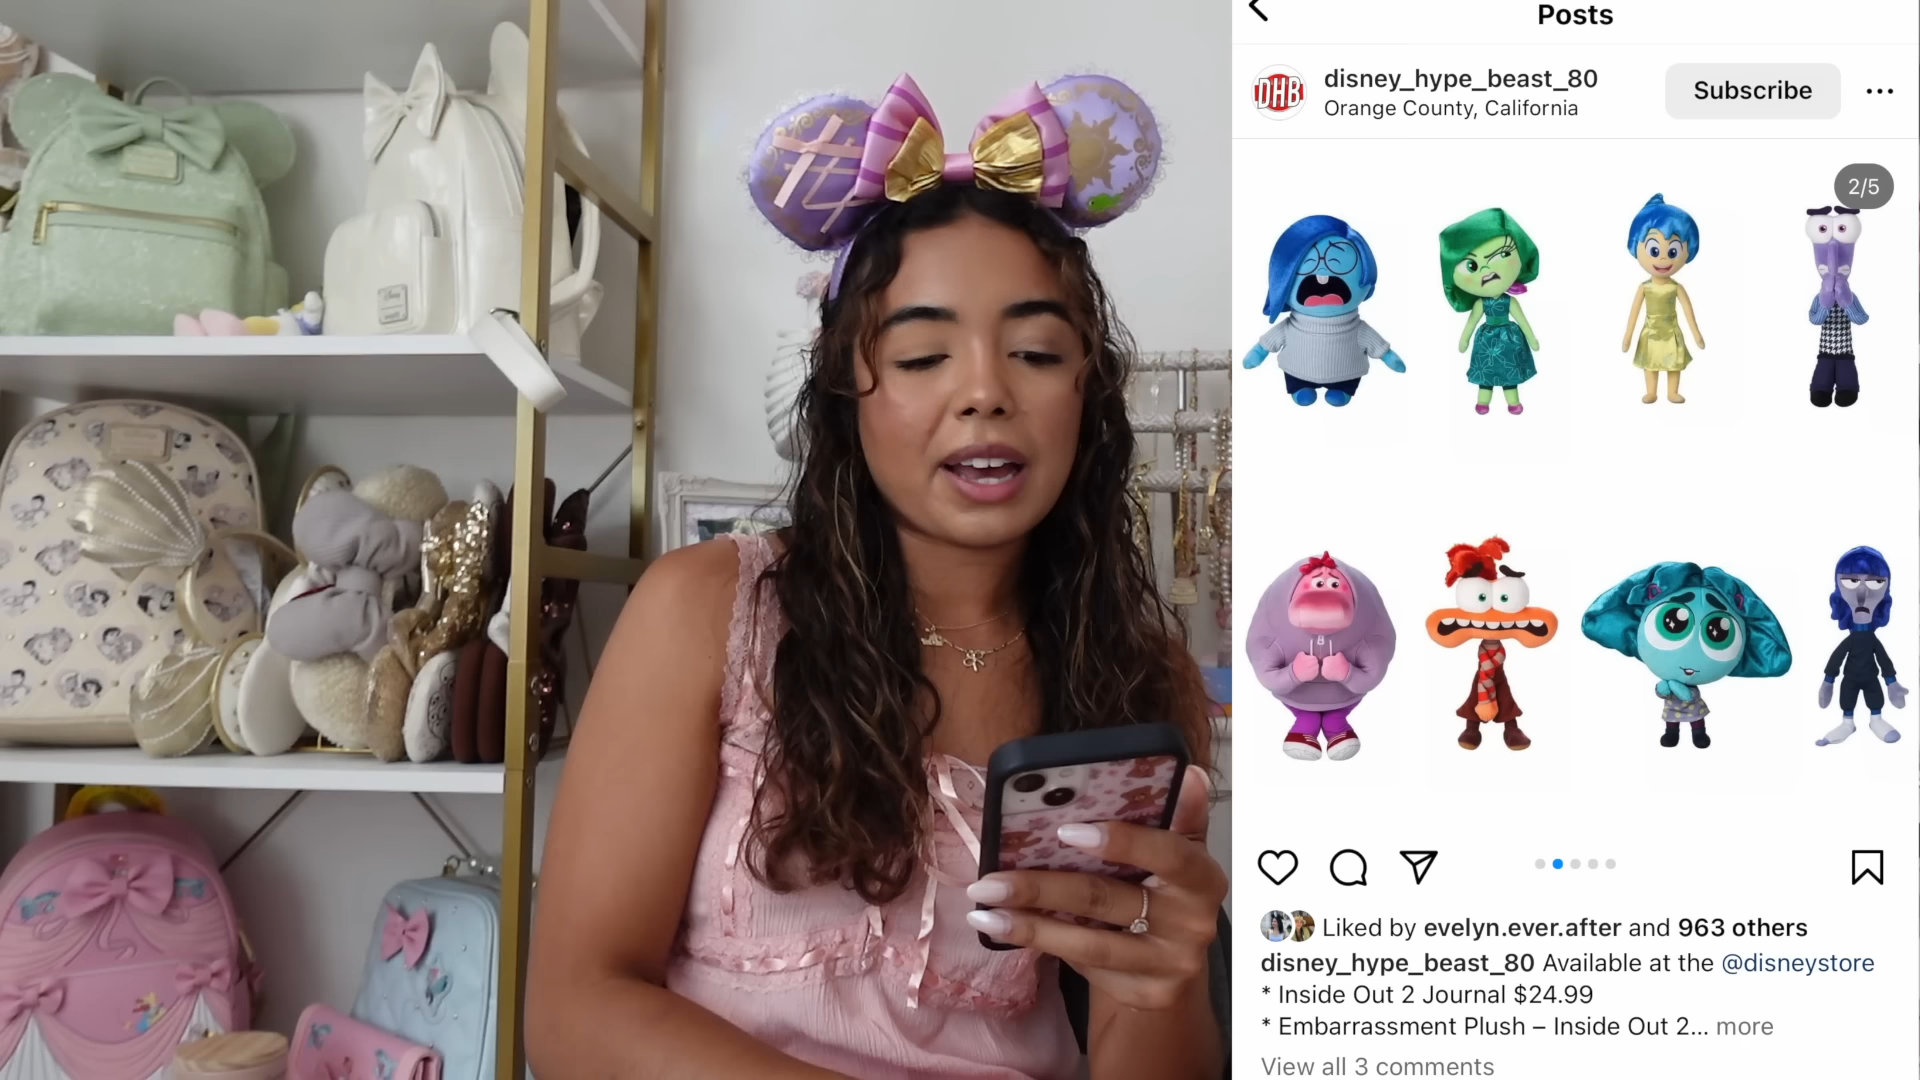 Posts
DHB
disney_hype_beast_80
Orange County, California
Subscribe
2/5
Liked by evelyn.ever.after and 963 others
disney_hype_beast_80 Available at the @disneystore
* Inside Out 2 Journal $24.99
* Embarrassment Plush – Inside Out 2... more
View all 3 comments